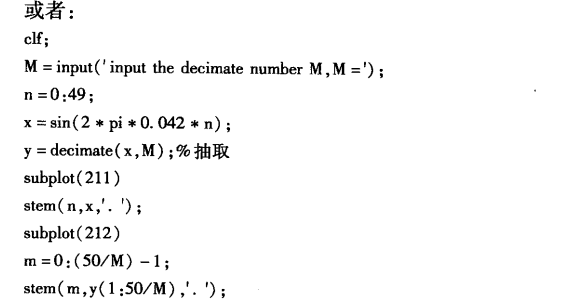 或者：
clf;
M = input('input the decimate number M,M =');
n = 0:49;
x = sin(2 * pi * 0.042 * n);
y = decimate(x,M);% 抽取
subplot(211)
stem(n,x,'. ');
subplot(212)
m = 0:(50/M) - 1;
stem(m,y(1:50/M),'. ');